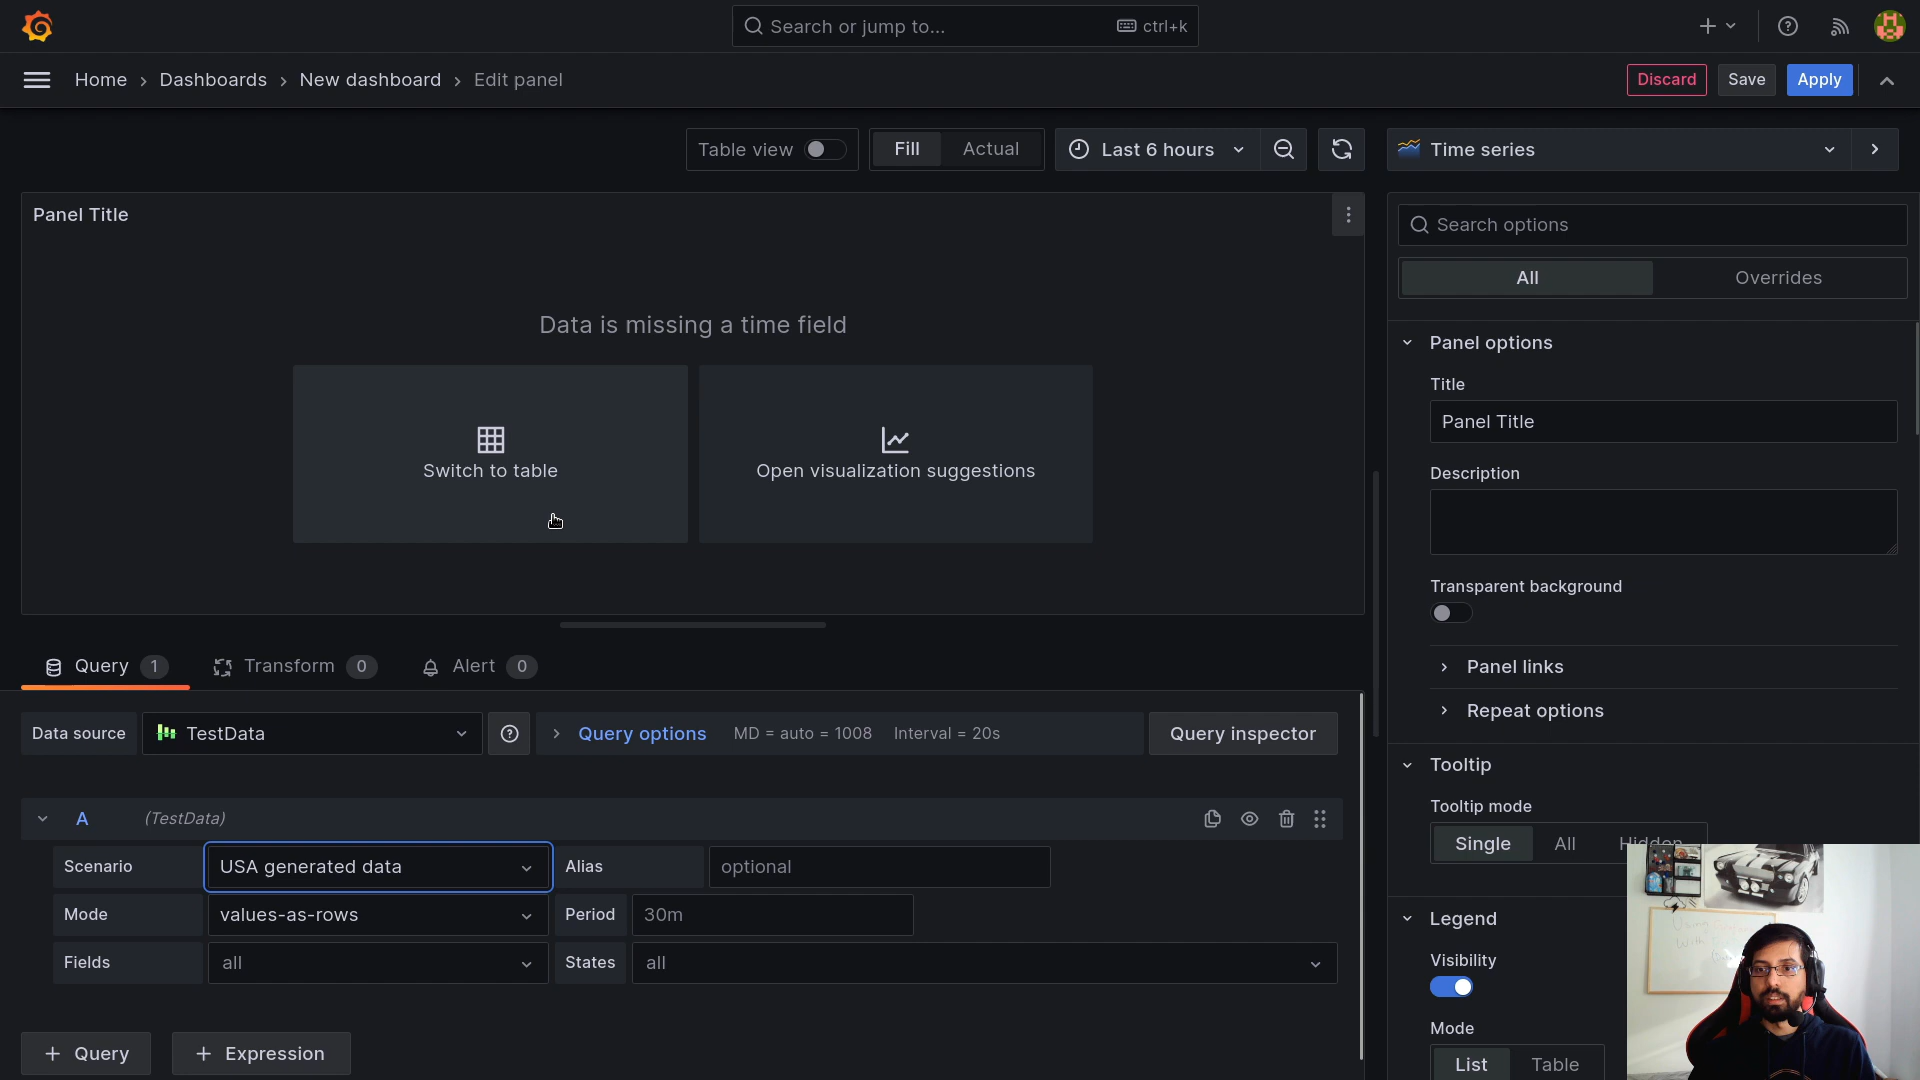 Search or jump to...
ctrl+k
Home
Dashboards
New dashboard
Edit panel
Discard
Save
Apply
Table view
Fill
Actual
Last 6 hours
Time series
Panel Title
Search options
All
Overrides
Data is missing a time field
Switch to table
Open visualization suggestions
Panel options
Title
Panel Title
Description
Transparent background
Panel links
Repeat options
Query 1
Transform 0
Alert 0
Data source
TestData
Query options
MD = auto = 1008
Interval = 20s
Query inspector
A
(TestData)
Scenario
USA generated data
Alias
optional
Mode
values-as-rows
Period
30m
Fields
all
States
all
+ Query
+ Expression
Tooltip
Tooltip mode
Single
All
Hidden
Legend
Visibility
Mode
List
Table